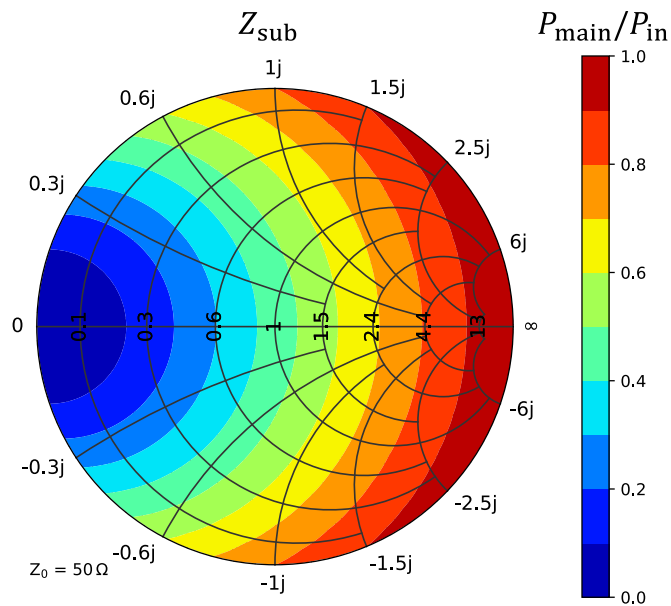 Z_sub
P_main/P_in
1j
1.5j
0.6j
2.5j
0.3j
6j
0
0.1
0.3
0.6
1
1.5
2.4
4.4
13
∞
-6j
-0.3j
-2.5j
-0.6j
-1.5j
-1j
Z₀ = 50 Ω
1.0
0.8
0.6
0.4
0.2
0.0